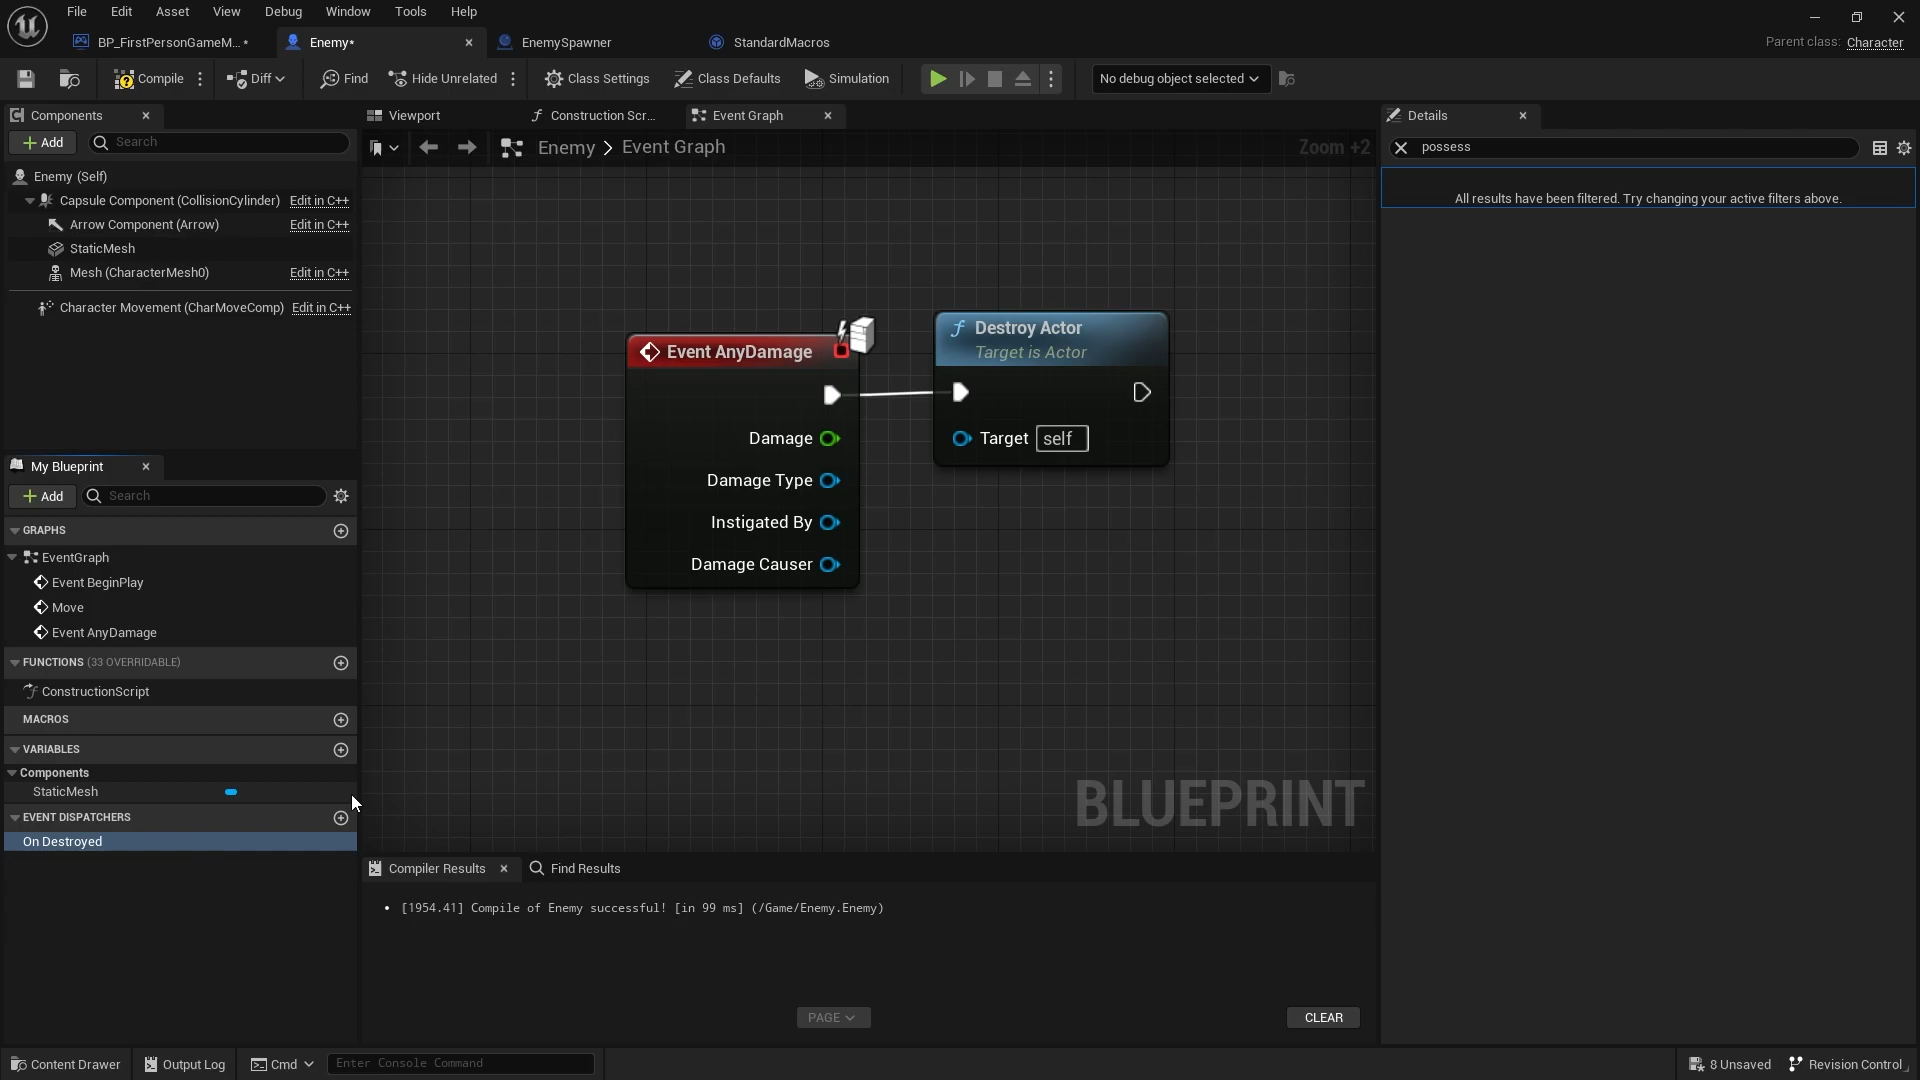 File Edit Asset View Debug Window Tools Help
BP_FirstPersonGameM... *
Enemy*
EnemySpawner
StandardMacros
Parent class: Character
Compile
Diff
Find
Hide Unrelated
Class Settings
Class Defaults
Simulation
No debug object selected
Components
Add
Search
Enemy (Self)
Capsule Component (CollisionCylinder) Edit in C++
Arrow Component (Arrow) Edit in C++
StaticMesh
Mesh (CharacterMesh0) Edit in C++
Character Movement (CharMoveComp) Edit in C++
My Blueprint
Add
Search
GRAPHS
EventGraph
Event BeginPlay
Move
Event AnyDamage
FUNCTIONS (33 OVERRIDABLE)
ConstructionScript
MACROS
VARIABLES
Components
StaticMesh
EVENT DISPATCHERS
On Destroyed
Viewport
Construction Scr...
Event Graph
Enemy > Event Graph
Zoom +2
Event AnyDamage
Damage
Damage Type
Instigated By
Damage Causer
Destroy Actor
Target is Actor
Target self
BLUEPRINT
Compiler Results
Find Results
[1954.41] Compile of Enemy successful! [in 99 ms] (/Game/Enemy.Enemy)
PAGE
CLEAR
Details
possess
All results have been filtered. Try changing your active filters above.
Content Drawer
Output Log
Cmd
Enter Console Command
8 Unsaved
Revision Control